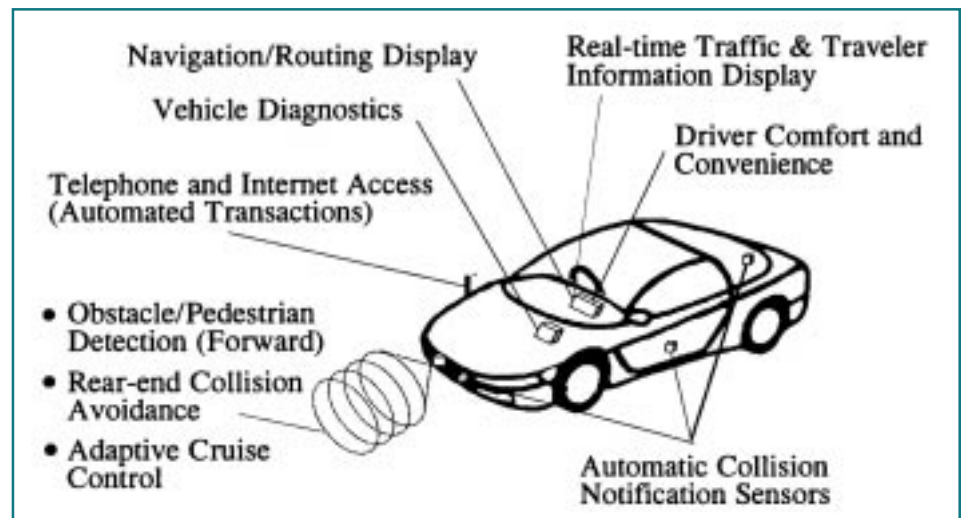 Navigation/Routing Display
Real-time Traffic & Traveler
Information Display
Vehicle Diagnostics
Driver Comfort and
Convenience
Telephone and Internet Access
(Automated Transactions)
• Obstacle/Pedestrian
Detection (Forward)
• Rear-end Collision
Avoidance
• Adaptive Cruise
Control
Automatic Collision
Notification Sensors